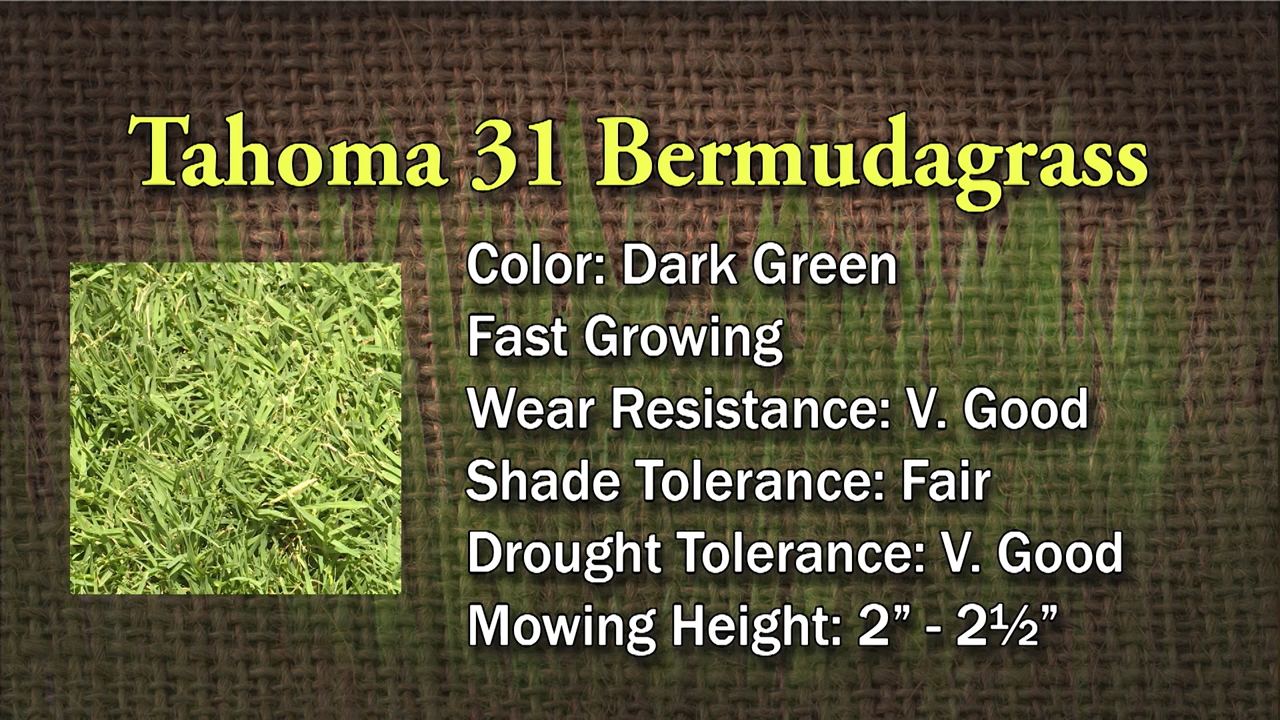 Tahoma 31 Bermudagrass
Color: Dark Green
Fast Growing
Wear Resistance: V. Good
Shade Tolerance: Fair
Drought Tolerance: V. Good
Mowing Height: 2” - 2½”